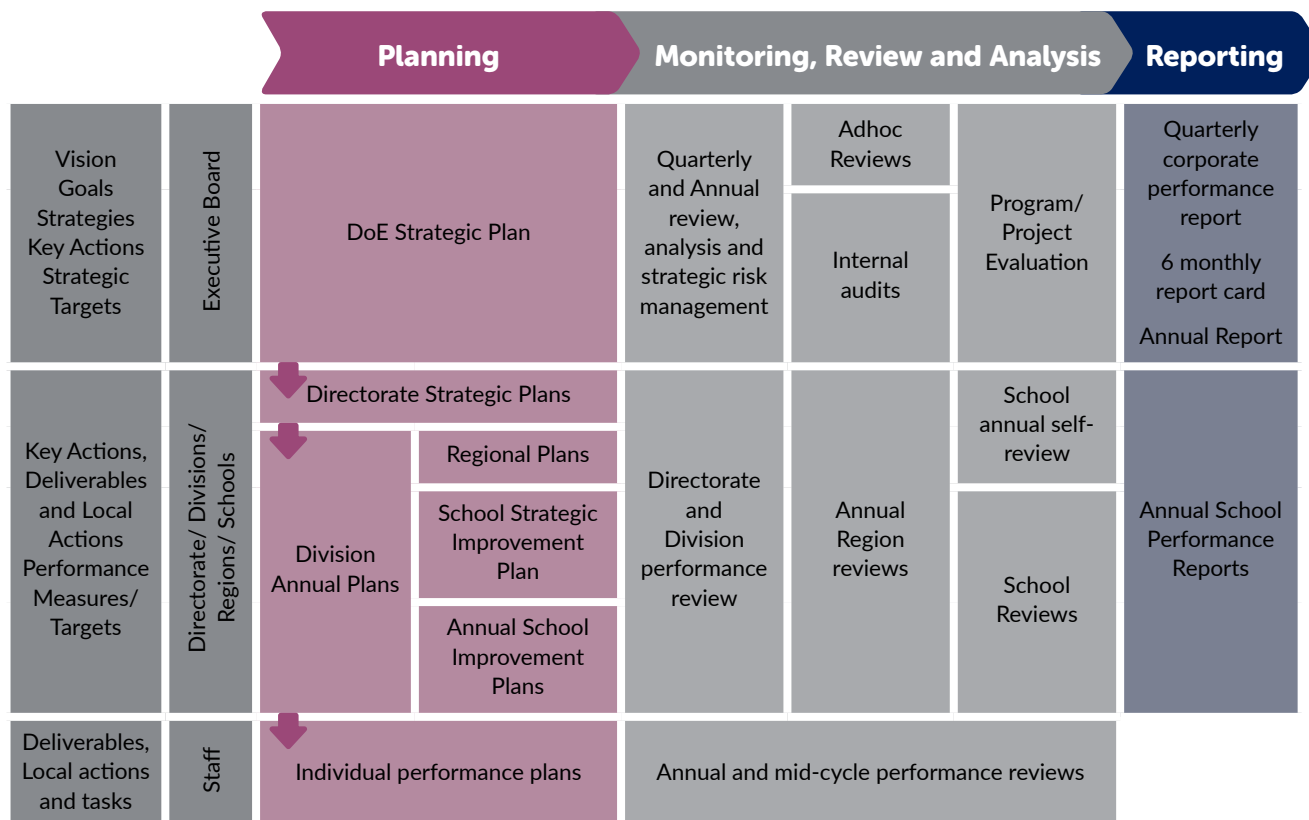 Planning
Monitoring, Review and Analysis
Reporting
Vision
Goals
Strategies
Key Actions
Strategic
Targets
Executive Board
DoE Strategic Plan
Quarterly
and Annual
review,
analysis and
strategic risk
management
Adhoc
Reviews
Internal
audits
Program/
Project
Evaluation
Quarterly
corporate
performance
report
6 monthly
report card
Annual Report
Key Actions,
Deliverables
and Local
Actions
Performance
Measures/
Targets
Directorate/ Divisions/
Regions/ Schools
Directorate Strategic Plans
Division
Annual Plans
Regional Plans
School Strategic
Improvement
Plan
Annual School
Improvement
Plans
Directorate
and
Division
performance
review
Annual
Region
reviews
School
annual self-
review
School
Reviews
Annual School
Performance
Reports
Deliverables,
Local actions
and tasks
Staff
Individual performance plans
Annual and mid-cycle performance reviews